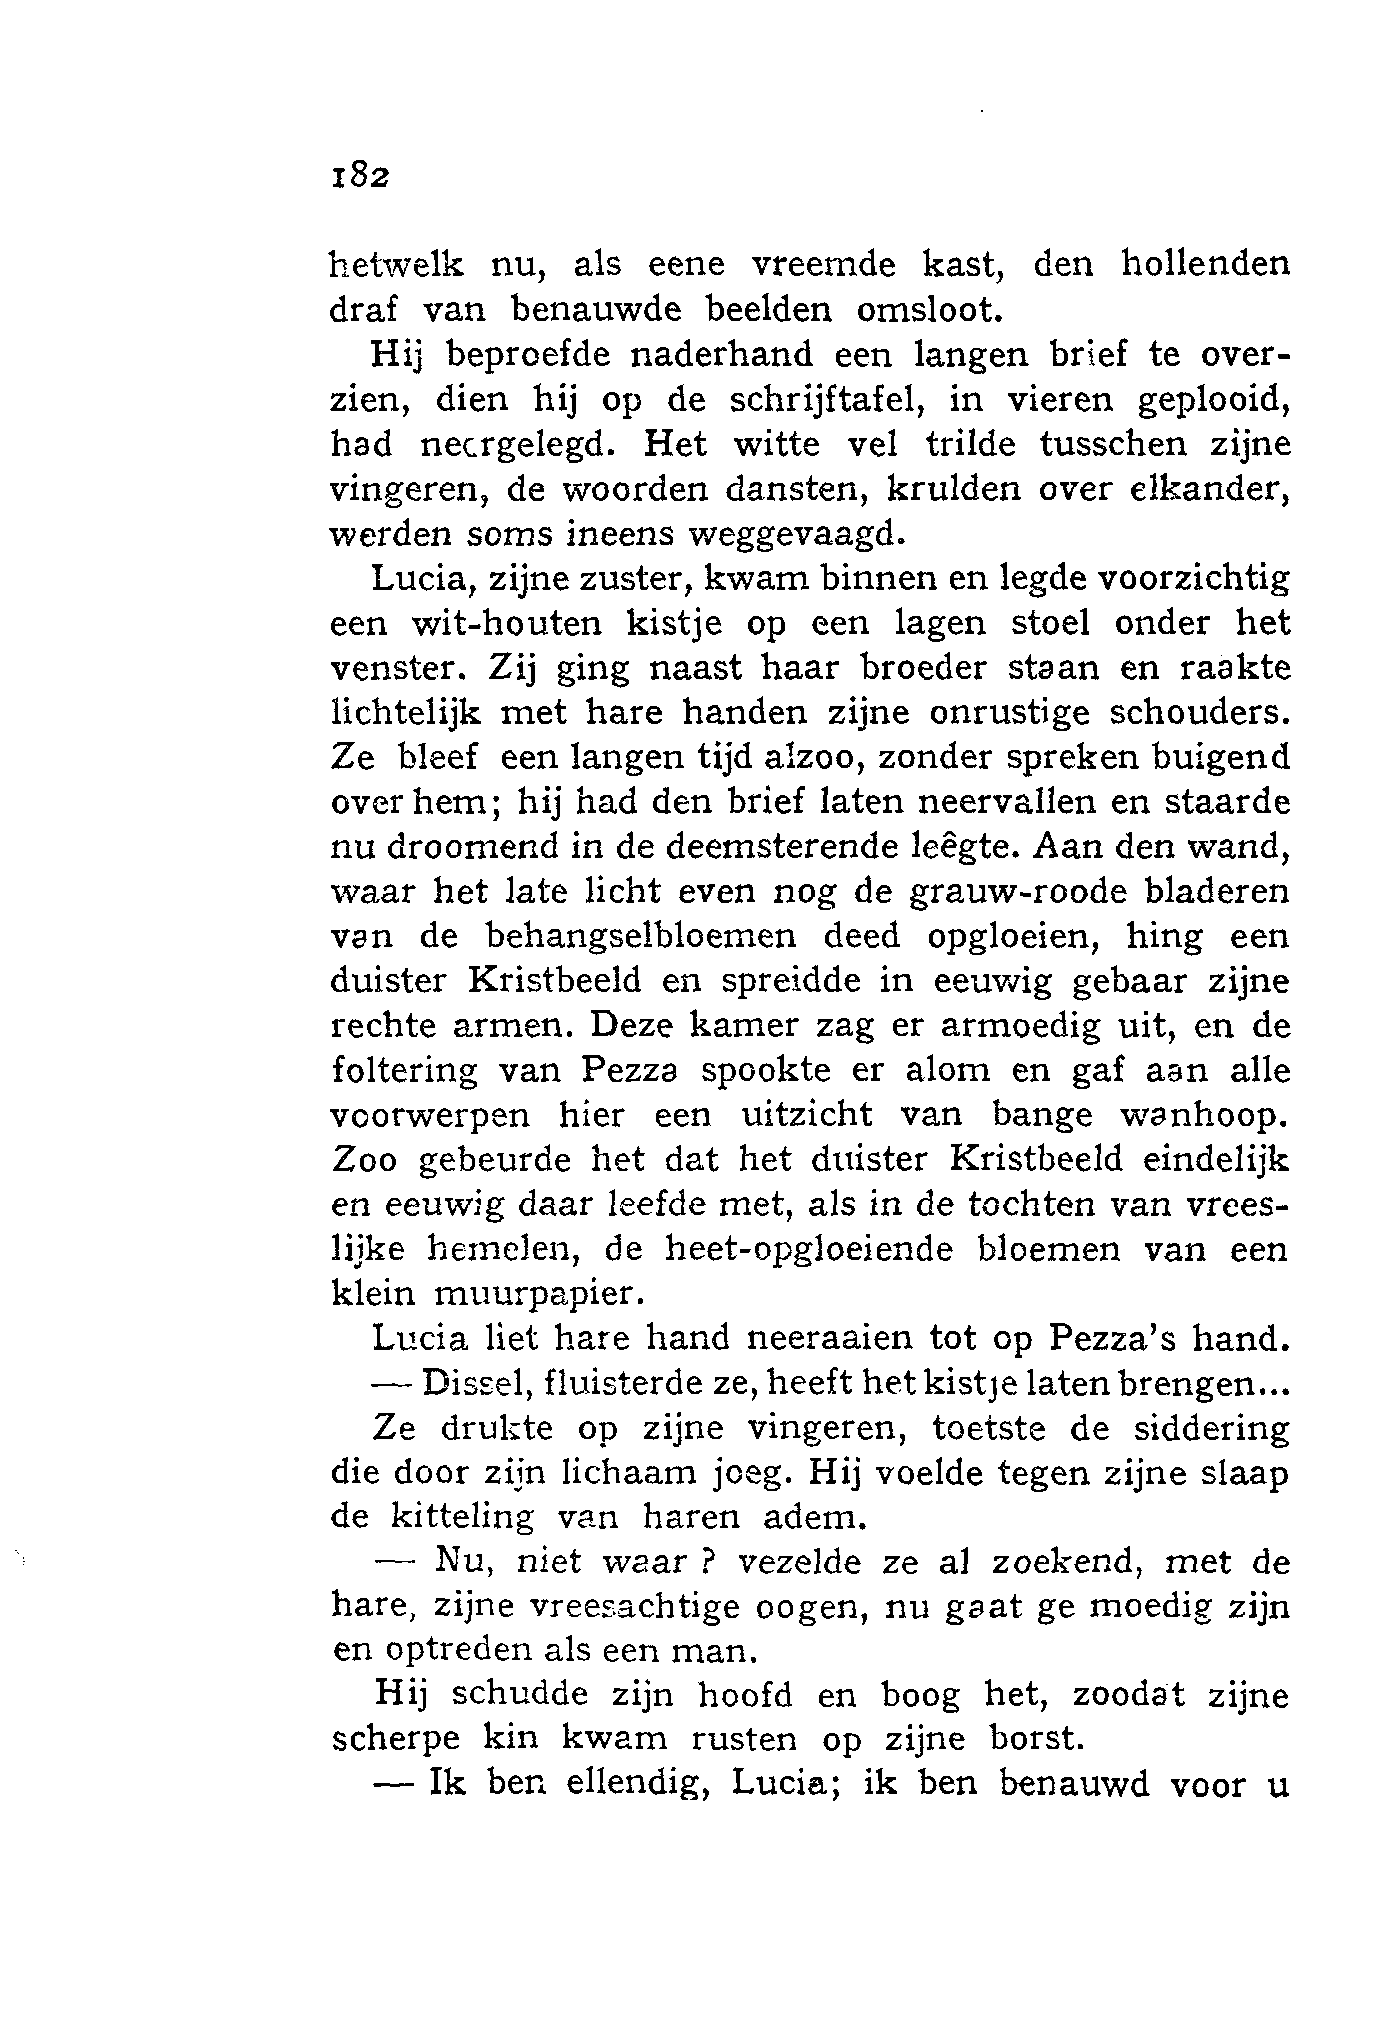 182
hetwelk nu, als eene vreemde kast, den hollenden
draf van benauwde beelden omsloot.
Hij beproefde naderhand een langen brief te over-
zien, dien hij op de schrijftafel, in vieren geplooid,
had neergelegd. Het witte vel trilde tusschen zijne
vingeren, de woorden dansten, krulden over elkander,
werden soms ineens weggevaagd.
Lucia, zijne zuster, kwam binnen en legde voorzichtig
een wit-houten kistje op een lagen stoel onder het
venster. Zij ging naast haar broeder staan en raakte
lichtelijk met hare handen zijne onrustige schouders.
Ze bleef een langen tijd alzoo, zonder spreken buigend
over hem; hij had den brief laten neervallen en staarde
nu droomend in de deemsterende leêgte. Aan den wand,
waar het late licht even nog de grauw-roode bladeren
van de behangselbloemen deed opgloeien, hing een
duister Kristbeeld en spreidde in eeuwig gebaar zijne
rechte armen. Deze kamer zag er armoedig uit, en de
foltering van Pezza spookte er alom en gaf aan alle
voorwerpen hier een uitzicht van bange wanhoop.
Zoo gebeurde het dat het duister Kristbeeld eindelijk
en eeuwig daar leefde met, als in de tochten van vrees-
lijke hemelen, de heet-opgloeiende bloemen van een
klein muurpapier.
Lucia liet hare hand neeraaien tot op Pezza's hand.
— Dissel, fluisterde ze, heeft het kistje laten brengen...
Ze drukte op zijne vingeren, toetste de siddering
die door zijn lichaam joeg. Hij voelde tegen zijne slaap
de kitteling van haren adem.
— Nu, niet waar ? vezelde ze al zoekend, met de
hare, zijne vreesachtige oogen, nu gaat ge moedig zijn
en optreden als een man.
Hij schudde zijn hoofd en boog het, zoodat zijne
scherpe kin kwam rusten op zijne borst.
— Ik ben ellendig, Lucia; ik ben benauwd voor u